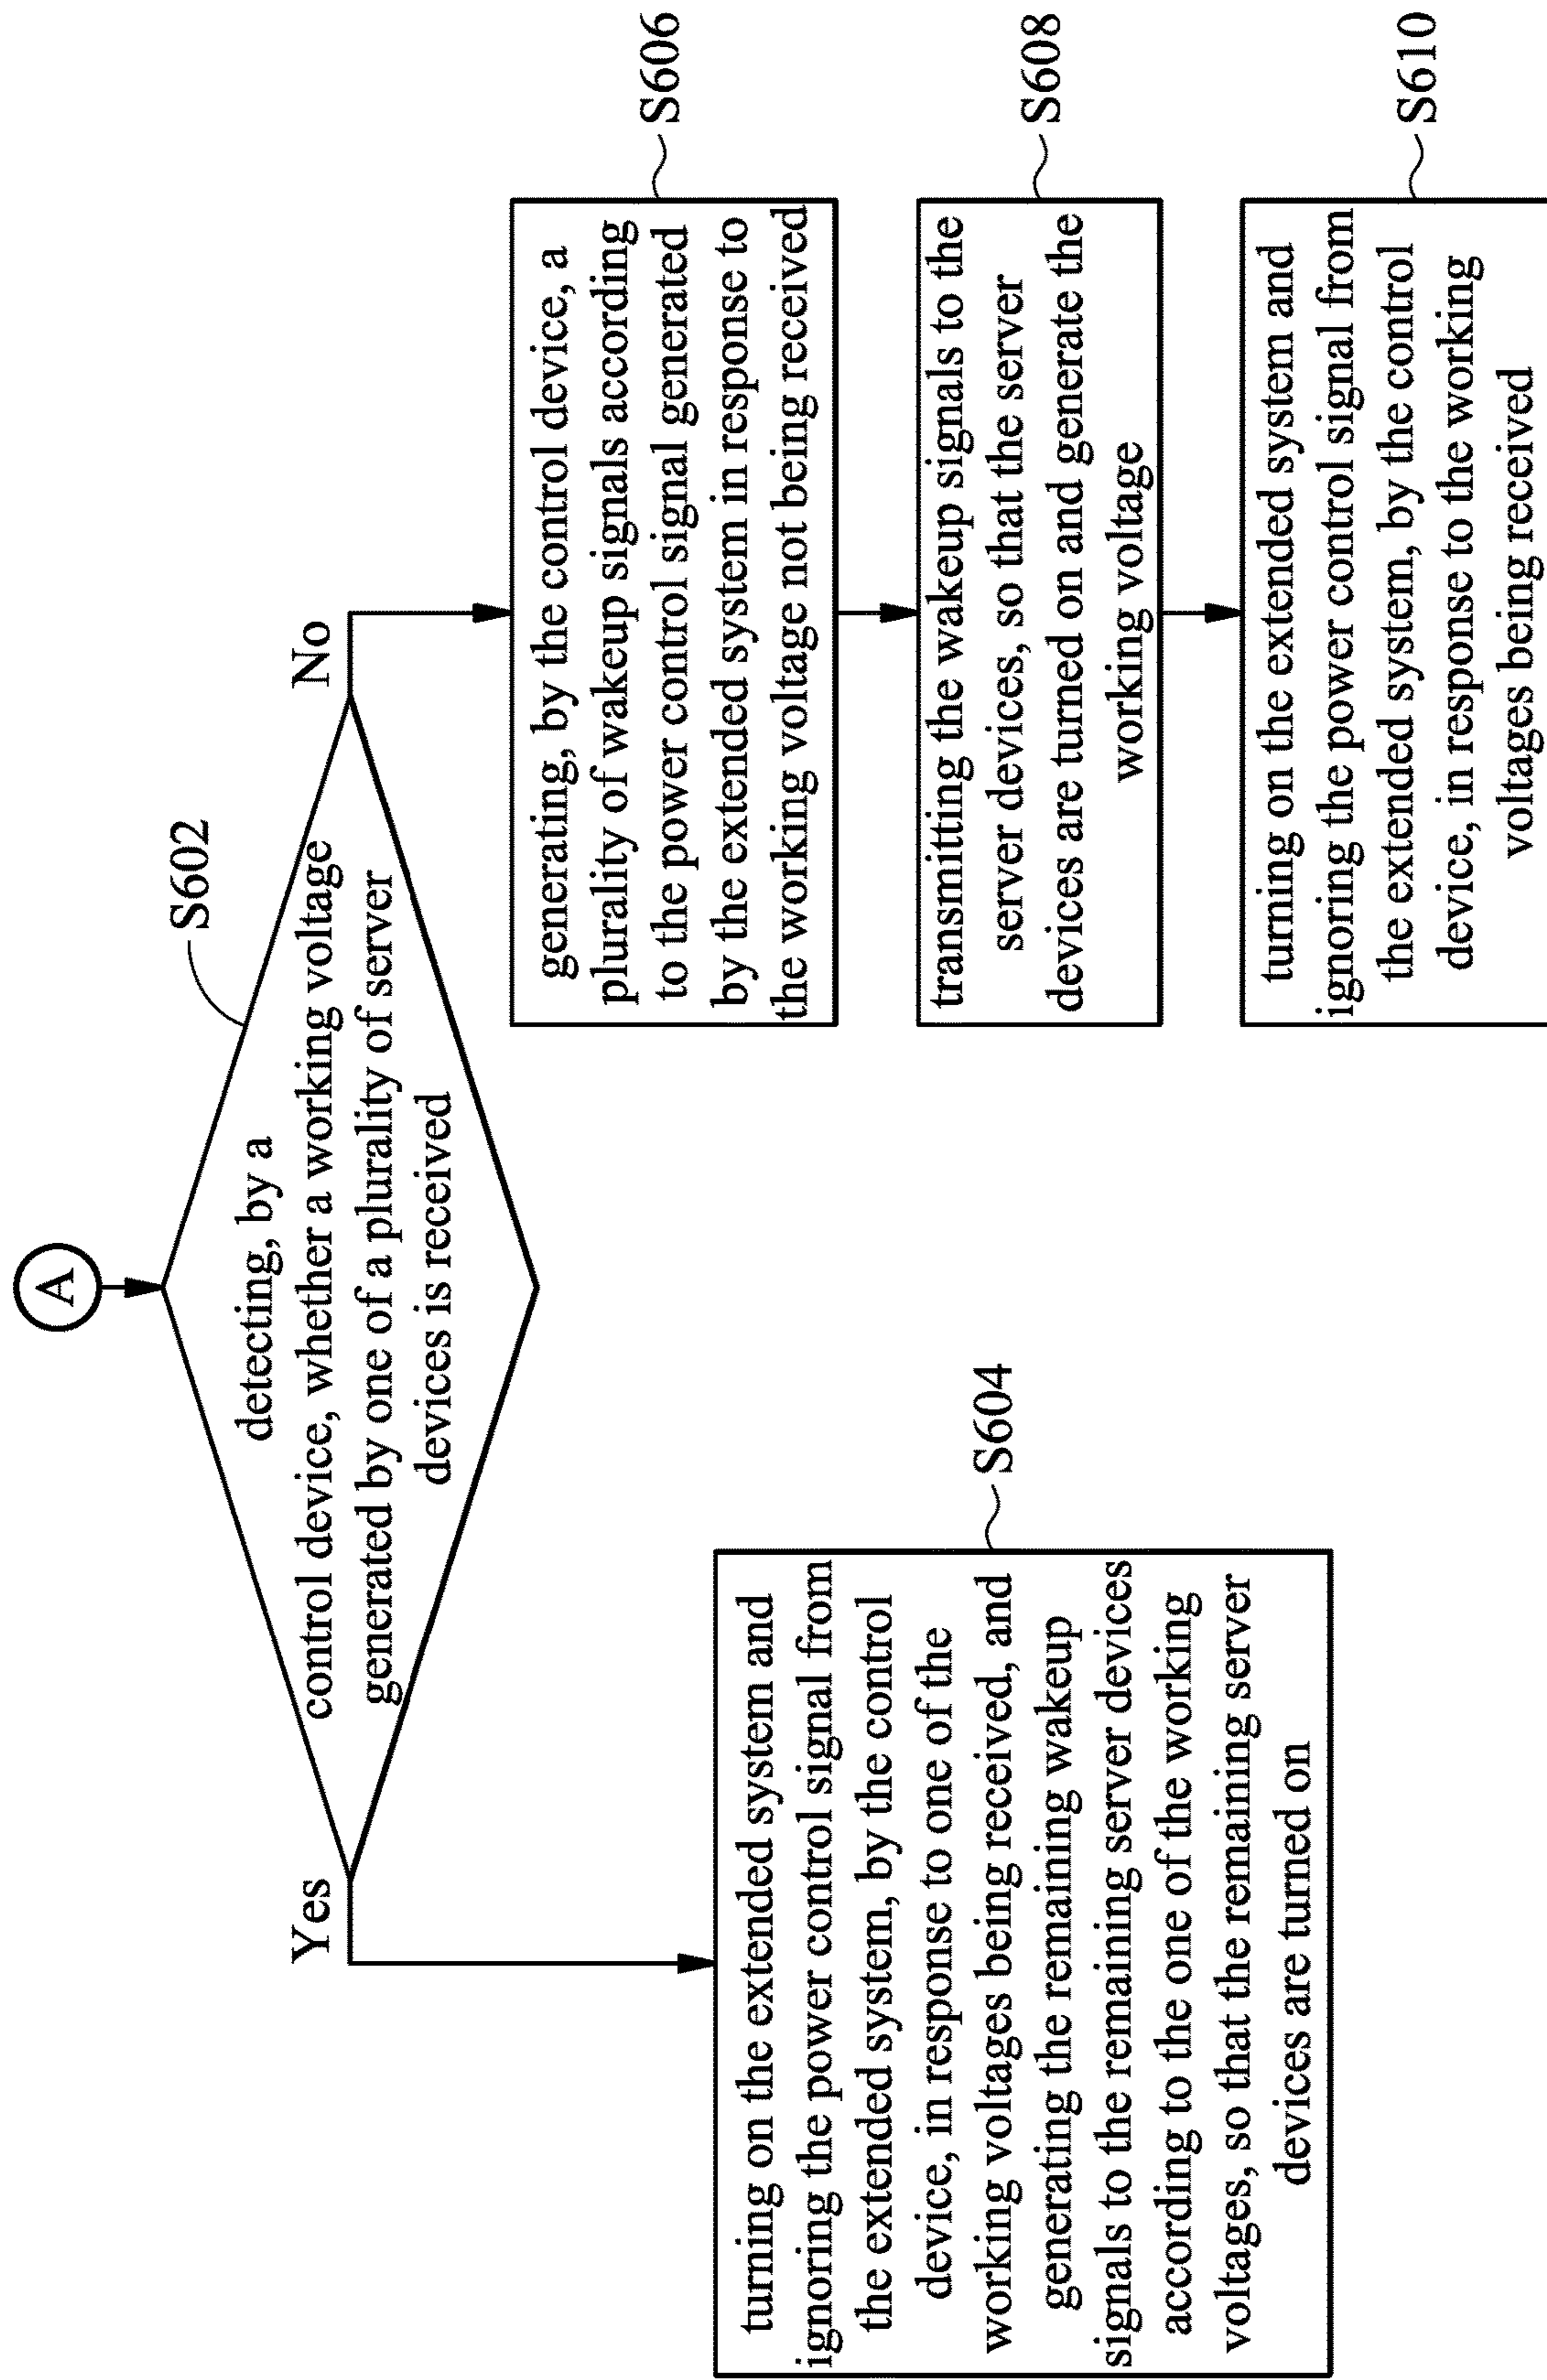 A
S602
detecting, by a
control device, whether a working voltage
generated by one of a plurality of server
devices is received
Yes
No
S604
turning on the extended system and
ignoring the power control signal from
the extended system, by the control
device, in response to one of the
working voltages being received, and
generating the remaining wakeup
signals to the remaining server devices
according to the one of the working
voltages, so that the remaining server
devices are turned on
generating, by the control device, a
plurality of wakeup signals according
to the power control signal generated
by the extended system in response to
the working voltage not being received
S606
transmitting the wakeup signals to the
server devices, so that the server
devices are turned on and generate the
working voltage
S608
turning on the extended system and
ignoring the power control signal from
the extended system, by the control
device, in response to the working
voltages being received
S610